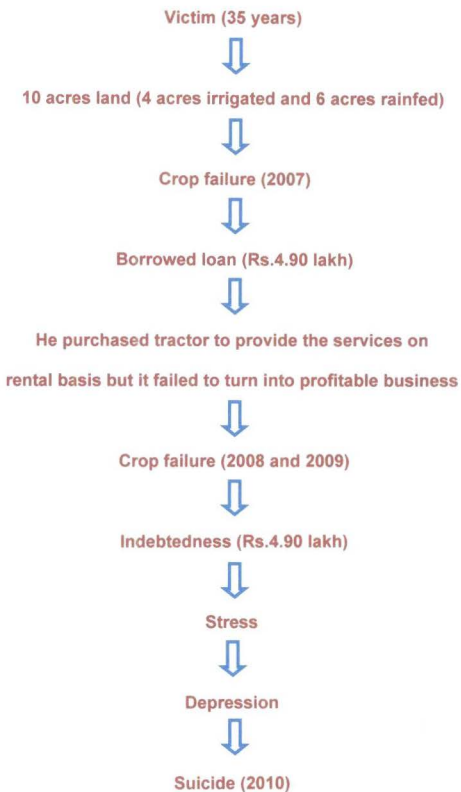 Victim (35 years)
10 acres land (4 acres irrigated and 6 acres rainfed)
Crop failure (2007)
Borrowed loan (Rs.4.90 lakh)
He purchased tractor to provide the services on
rental basis but it failed to turn into profitable business
Crop failure (2008 and 2009)
Indebtedness (Rs.4.90 lakh)
Stress
Depression
Suicide (2010)